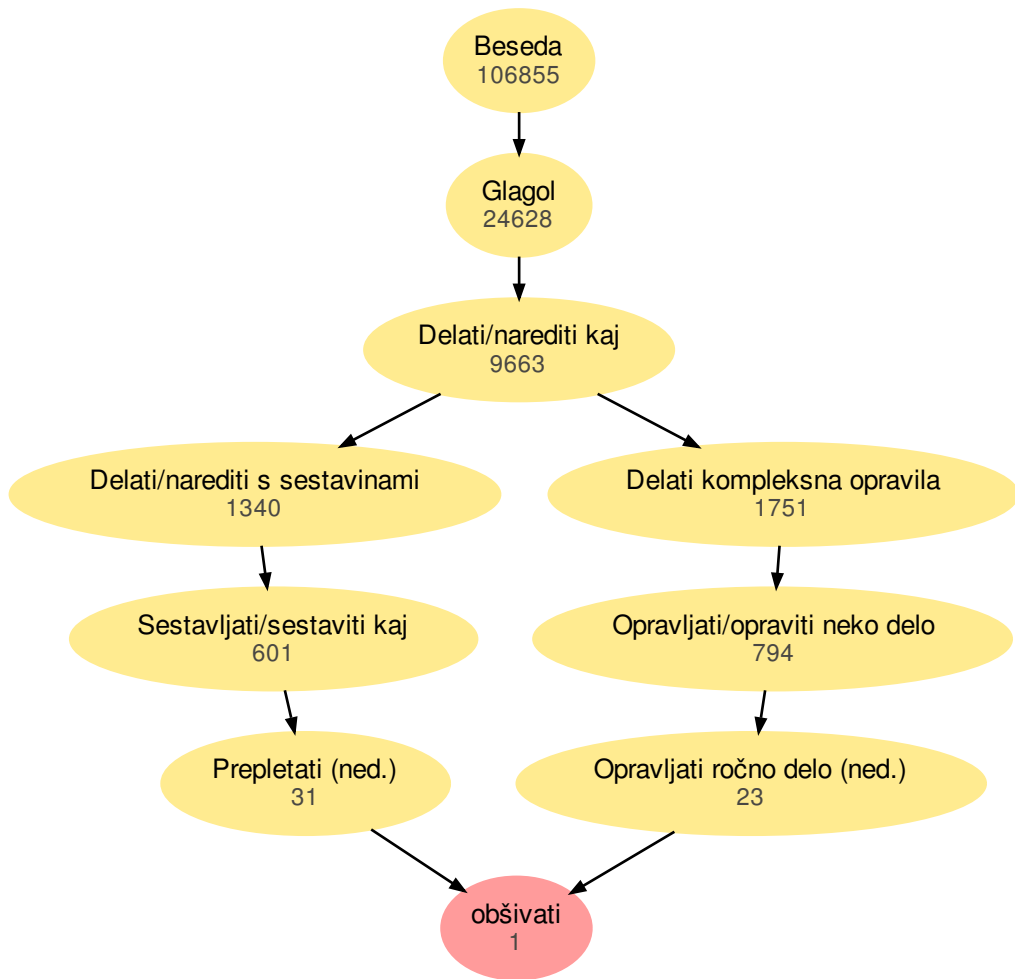 Beseda
106855
Glagol
24628
Delati/narediti kaj
9663
Delati/narediti s sestavinami
1340
Delati kompleksna opravila
1751
Sestavljati/sestaviti kaj
601
Opravljati/opraviti neko delo
794
Prepletati (ned.)
31
Opravljati ročno delo (ned.)
23
obšivati
1